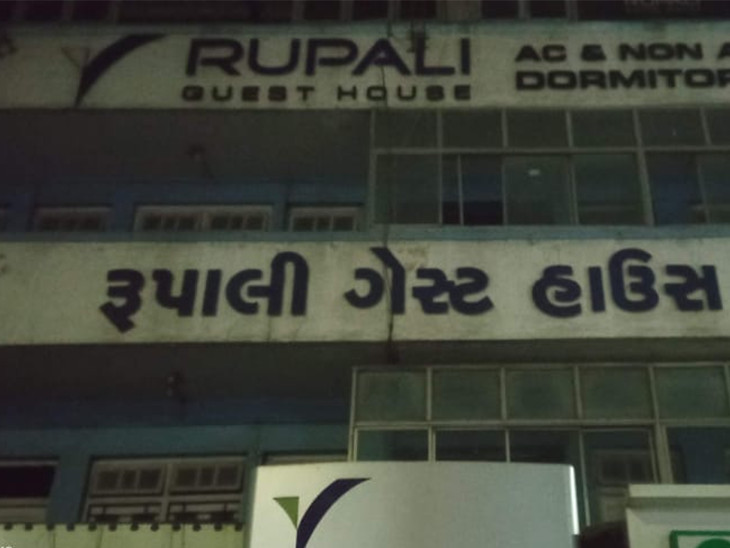 RUPALI
GUEST HOUSE
AC & NON A
DORMITOR
રૂપાલી ગેસ્ટ હાઉસ